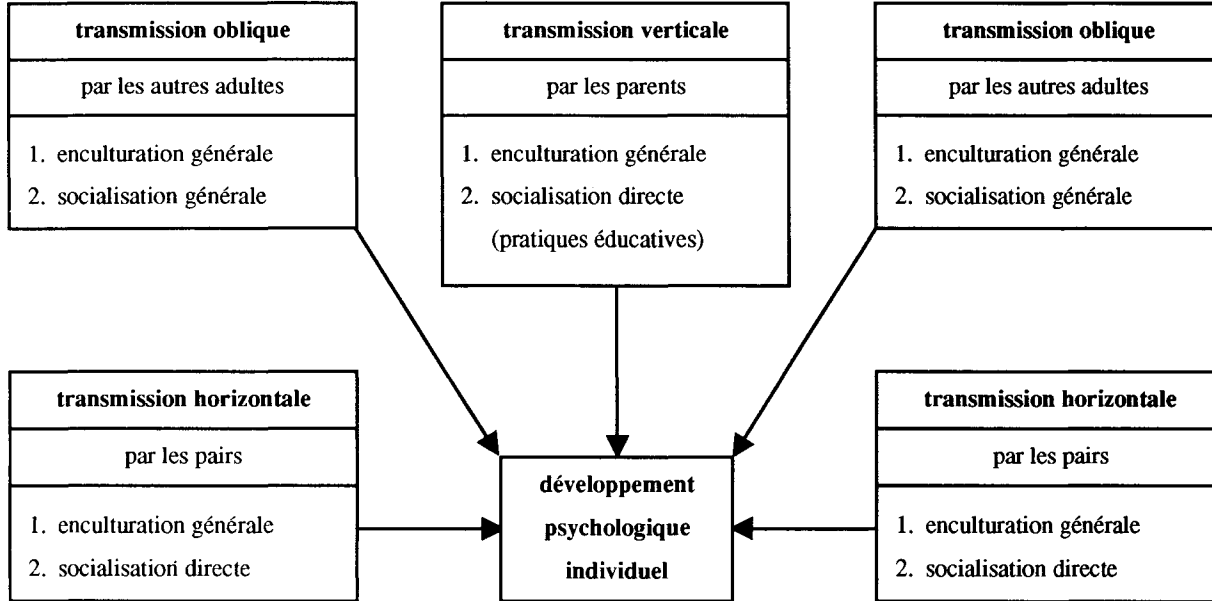 transmission oblique
par les autres adultes
1. enculturation générale
2. socialisation générale
transmission verticale
par les parents
1. enculturation générale
2. socialisation directe
(pratiques éducatives)
transmission oblique
par les autres adultes
1. enculturation générale
2. socialisation générale
transmission horizontale
par les pairs
1. enculturation générale
2. socialisation directe
développement
psychologique
individuel
transmission horizontale
par les pairs
1. enculturation générale
2. socialisation directe